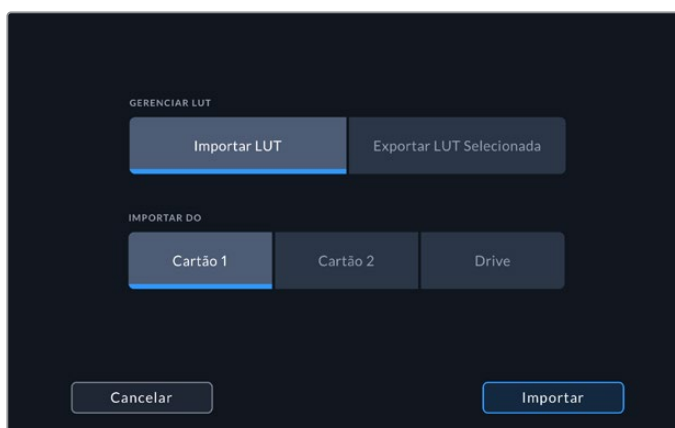 GERENCIAR LUT
Importar LUT Exportar LUT Selecionada
IMPORTAR DO
Cartão 1 Cartão 2 Drive
Cancelar Importar